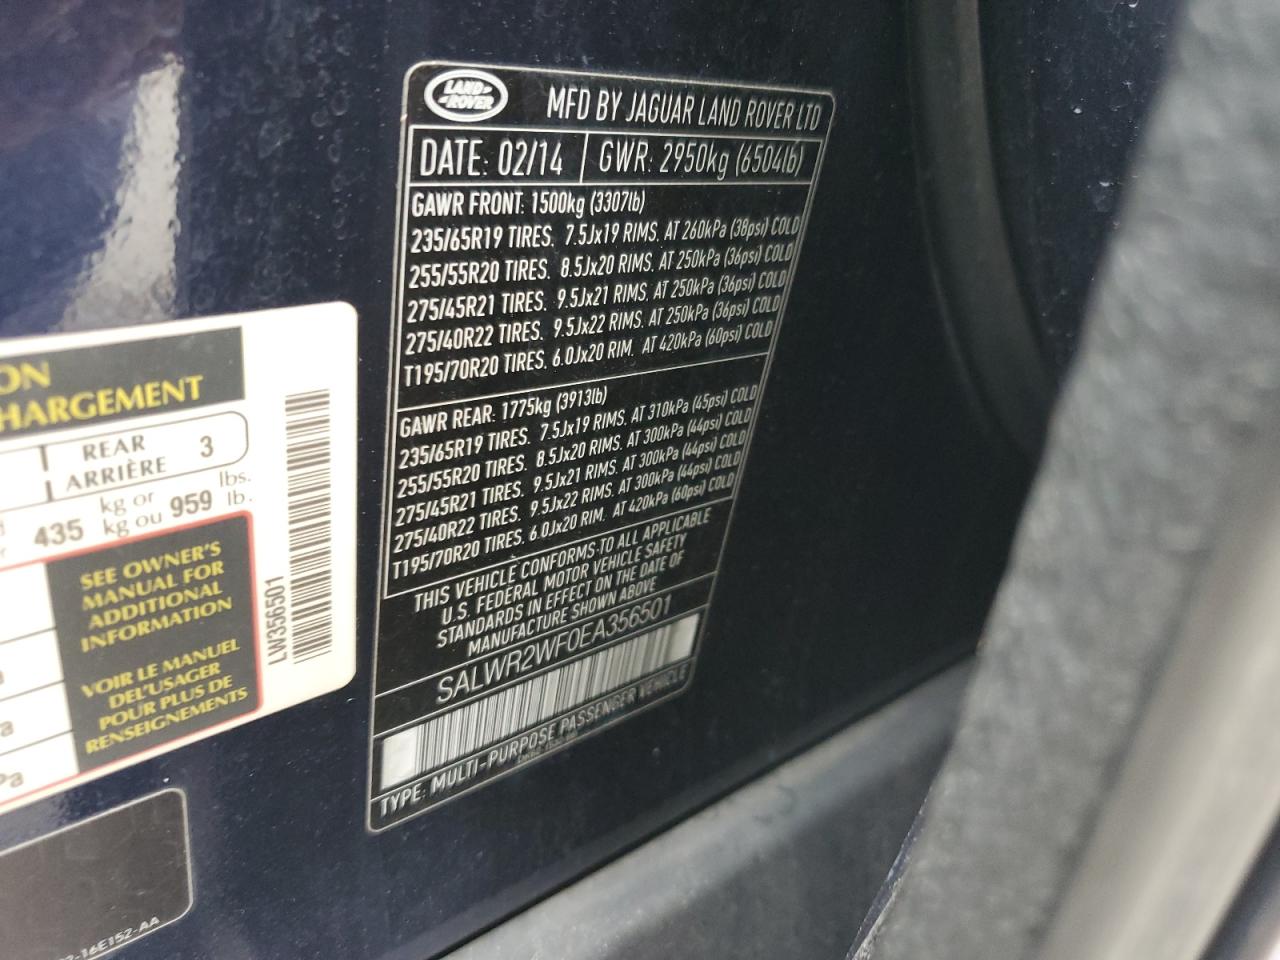 LAND ROVER
MFD BY JAGUAR LAND ROVER LTD
DATE: 02/14 GWR: 2950kg (6504lb)
GAWR FRONT: 1500kg (3307lb)
235/65R19 TIRES. 7.5Jx19 RIMS. AT 260kPa (38psi) COLD
255/55R20 TIRES. 8.5Jx20 RIMS. AT 250kPa (36psi) COLD
275/45R21 TIRES. 9.5Jx21 RIMS. AT 250kPa (36psi) COLD
275/40R22 TIRES. 9.5Jx22 RIMS. AT 250kPa (36psi) COLD
T195/70R20 TIRES. 6.0Jx20 RIM. AT 420kPa (60psi) COLD
GAWR REAR: 1775kg (3913lb)
235/65R19 TIRES. 7.5Jx19 RIMS. AT 310kPa (45psi) COLD
255/55R20 TIRES. 8.5Jx20 RIMS. AT 300kPa (44psi) COLD
275/45R21 TIRES. 9.5Jx21 RIMS. AT 300kPa (44psi) COLD
275/40R22 TIRES. 9.5Jx22 RIMS. AT 300kPa (44psi) COLD
T195/70R20 TIRES. 6.0Jx20 RIM. AT 420kPa (60psi) COLD
THIS VEHICLE CONFORMS-TO ALL APPLICABLE
U.S. FEDERAL MOTOR VEHICLE SAFETY
STANDARDS IN EFFECT ON THE DATE OF
MANUFACTURE SHOWN ABOVE
SALWR2WF0EA356501
TYPE: MULTI-PURPOSE PASSENGER VEHICLE
ON
HARGEMENT
REAR
ARRIÈRE 3
435 kg or 959 lbs.
kg ou lb.
SEE OWNER'S
MANUAL FOR
ADDITIONAL
INFORMATION
VOIR LE MANUEL
DEL'USAGER
POUR PLUS DE
RENSEIGNEMENTS
LW356501
Pa
-16E152-AA